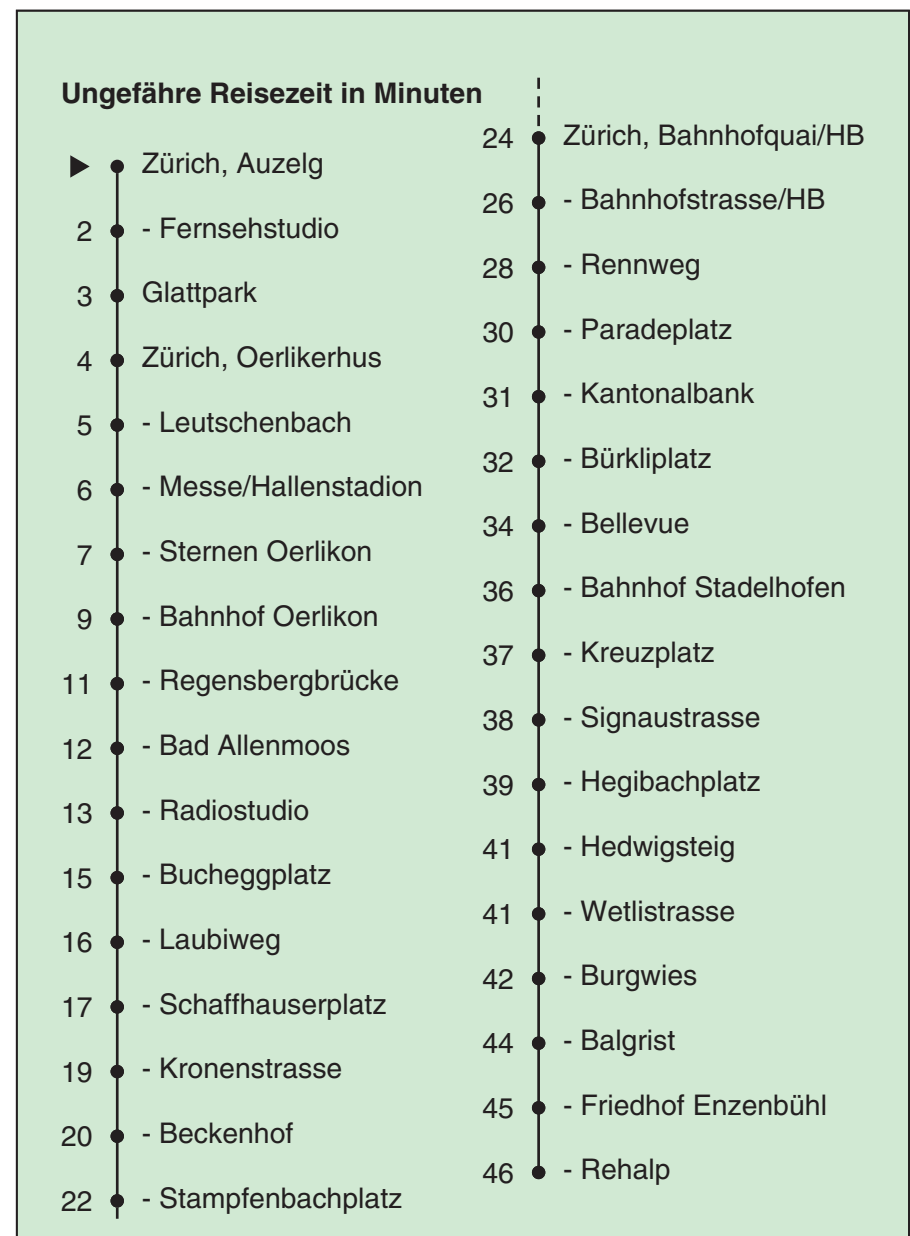 Ungefähre Reisezeit in Minuten
Zürich, Auzelg
2 - Fernsehstudio
3 Glattpark
4 Zürich, Oerlikerhus
5 - Leutschenbach
6 - Messe/Hallenstadion
7 - Sternen Oerlikon
9 - Bahnhof Oerlikon
11 - Regensbergbrücke
12 - Bad Allenmoos
13 - Radiostudio
15 - Bucheggplatz
16 - Laubiweg
17 - Schaffhauserplatz
19 - Kronenstrasse
20 - Beckenhof
22 - Stampfenbachplatz
24 Zürich, Bahnhofquai/HB
26 - Bahnhofstrasse/HB
28 - Rennweg
30 - Paradeplatz
31 - Kantonalbank
32 - Bürkliplatz
34 - Bellevue
36 - Bahnhof Stadelhofen
37 - Kreuzplatz
38 - Signaustrasse
39 - Hegibachplatz
41 - Hedwigsteig
41 - Wetlistrasse
42 - Burgwies
44 - Balgrist
45 - Friedhof Enzenbühl
46 - Rehalp